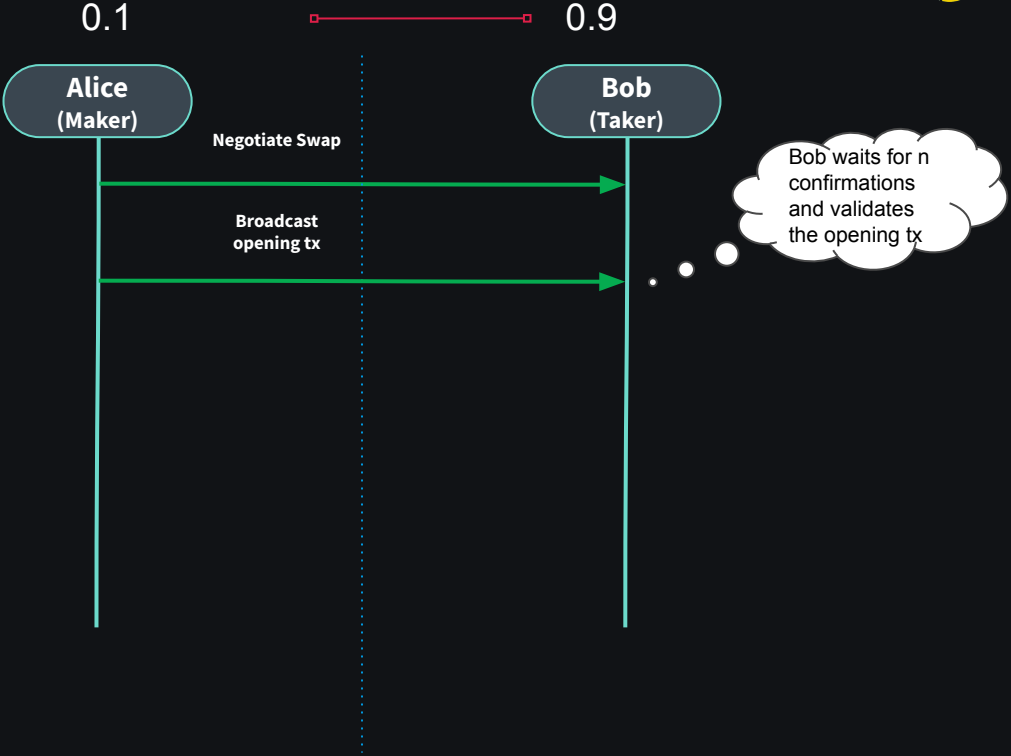 0.1
0.9
Alice
(Maker)
Bob
(Taker)
Negotiate Swap
Broadcast
opening tx
Bob waits for n
confirmations
and validates
the opening tx